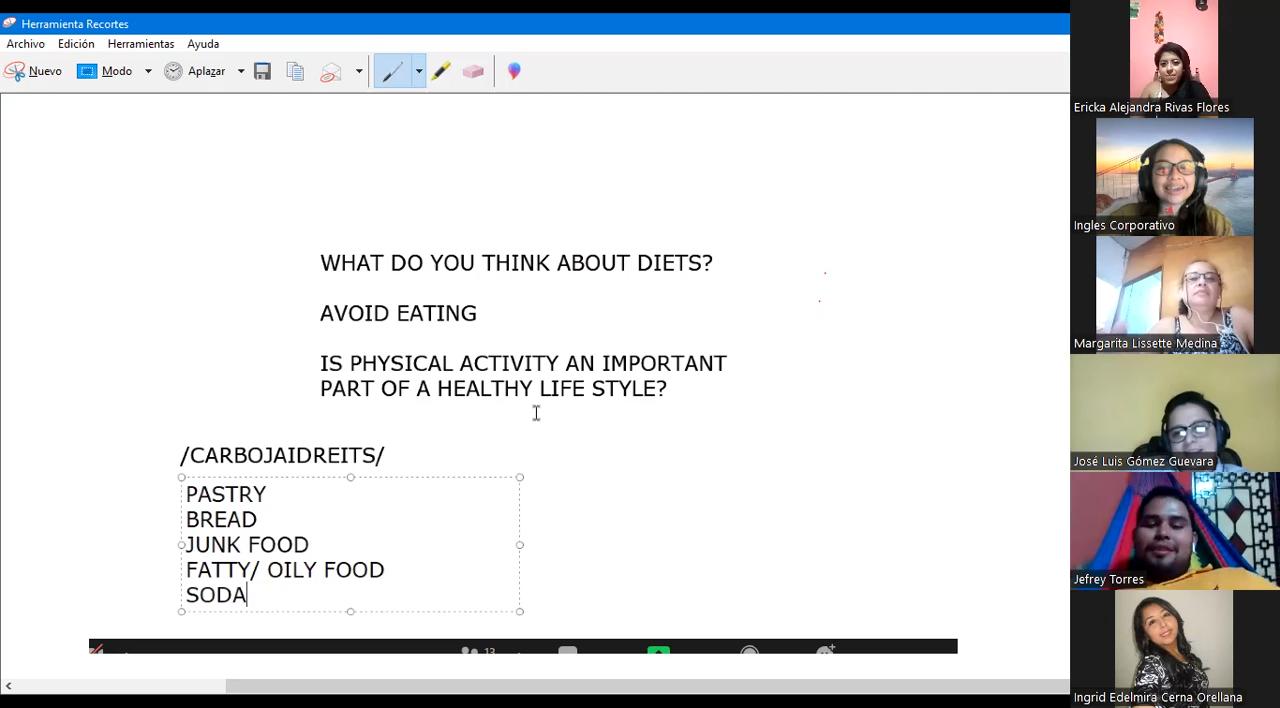 Herramienta Recortes
Archivo Edición Herramientas Ayuda
Nuevo Modo Aplazar
WHAT DO YOU THINK ABOUT DIETS?
AVOID EATING
IS PHYSICAL ACTIVITY AN IMPORTANT
PART OF A HEALTHY LIFE STYLE?
/CARBOJAIDREITS/
PASTRY
BREAD
JUNK FOOD
FATTY/ OILY FOOD
SODA
13
Ericka Alejandra Rivas Flores
Ingles Corporativo
Margarita Lissette Medina
José Luis Gómez Guevara
Jefrey Torres
Ingrid Edelmira Cerna Orellana